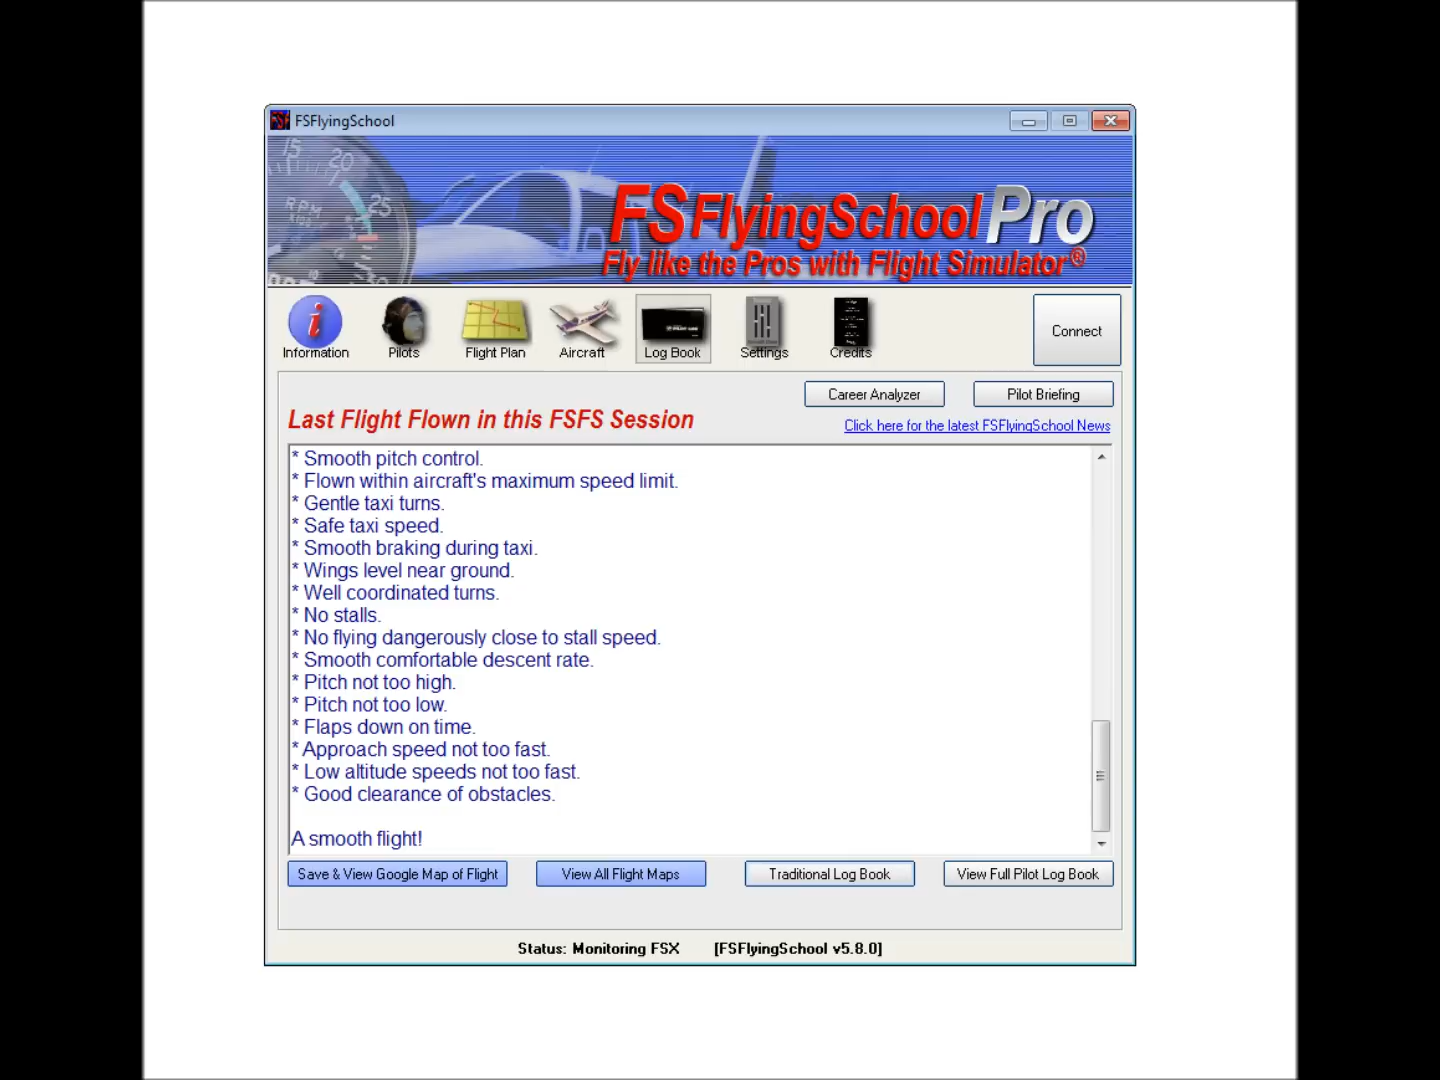 FSFlyingSchool
15
20
25
RPM
X100
FSFlyingSchoolPro
Fly like the Pros with Flight Simulator®
Information
Pilots
Flight Plan
Aircraft
Log Book
Settings
Credits
Connect
Career Analyzer
Pilot Briefing
Last Flight Flown in this FSFS Session
Click here for the latest FSFlyingSchool News
* Smooth pitch control.
* Flown within aircraft's maximum speed limit.
* Gentle taxi turns.
* Safe taxi speed.
* Smooth braking during taxi.
* Wings level near ground.
* Well coordinated turns.
* No stalls.
* No flying dangerously close to stall speed.
* Smooth comfortable descent rate.
* Pitch not too high.
* Pitch not too low.
* Flaps down on time.
* Approach speed not too fast.
* Low altitude speeds not too fast.
* Good clearance of obstacles.
A smooth flight!
Save & View Google Map of Flight
View All Flight Maps
Traditional Log Book
View Full Pilot Log Book
Status: Monitoring FSX [FSFlyingSchool v5.8.0]